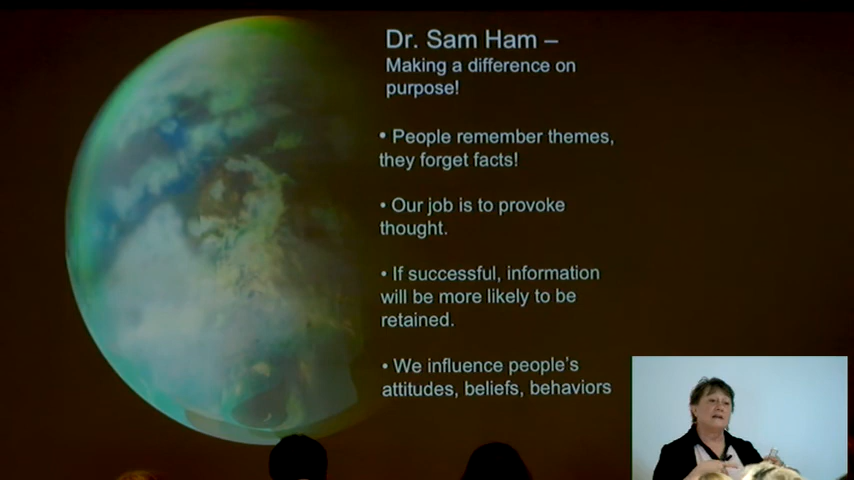 Dr. Sam Ham –
Making a difference on
purpose!
• People remember themes,
they forget facts!
• Our job is to provoke
thought.
• If successful, information
will be more likely to be
retained.
• We influence people's
attitudes, beliefs, behaviors